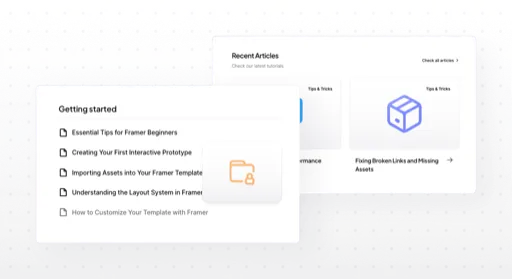 Recent Articles
Check our latest tutorials
Check all articles
Tips & Tricks
Tips & Tricks
Getting started
Essential Tips for Framer Beginners
Creating Your First Interactive Prototype
Importing Assets into Your Framer Template
Understanding the Layout System in Framer
How to Customize Your Template with Framer
rmance
Fixing Broken Links and Missing
Assets